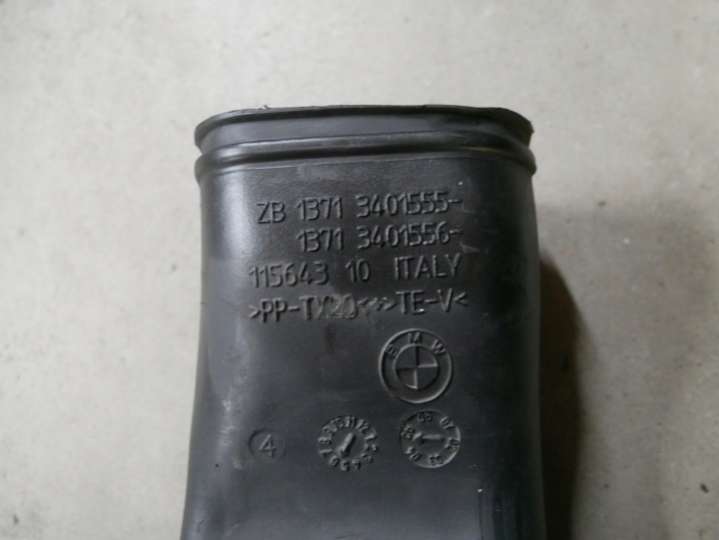 ZB 1371 3401555-
1371 3401556-
115643 10 ITALY
>PP-TX20<+>TE-V<
BMW
4